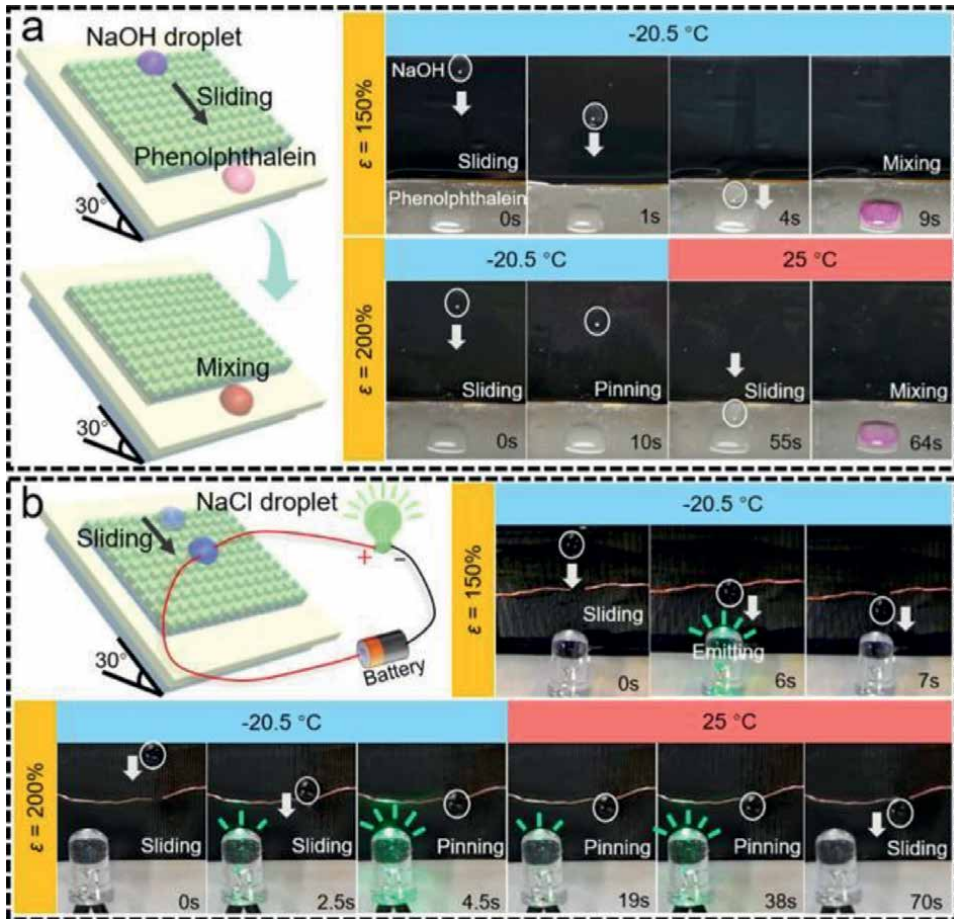 a
NaOH droplet
Sliding
Phenolphthalein
30°
Mixing
30°
ε = 150%
-20.5 °C
NaOH
Sliding
Phenolphthalein
0s
1s
4s
Mixing
9s
ε = 200%
-20.5 °C
25 °C
Sliding
0s
Pinning
10s
Sliding
55s
Mixing
64s
b
NaCl droplet
Sliding
+
−
Battery
30°
ε = 150%
-20.5 °C
Sliding
0s
Emitting
6s
7s
ε = 200%
-20.5 °C
25 °C
Sliding
0s
Sliding
2.5s
Pinning
4.5s
Pinning
19s
Pinning
38s
Sliding
70s